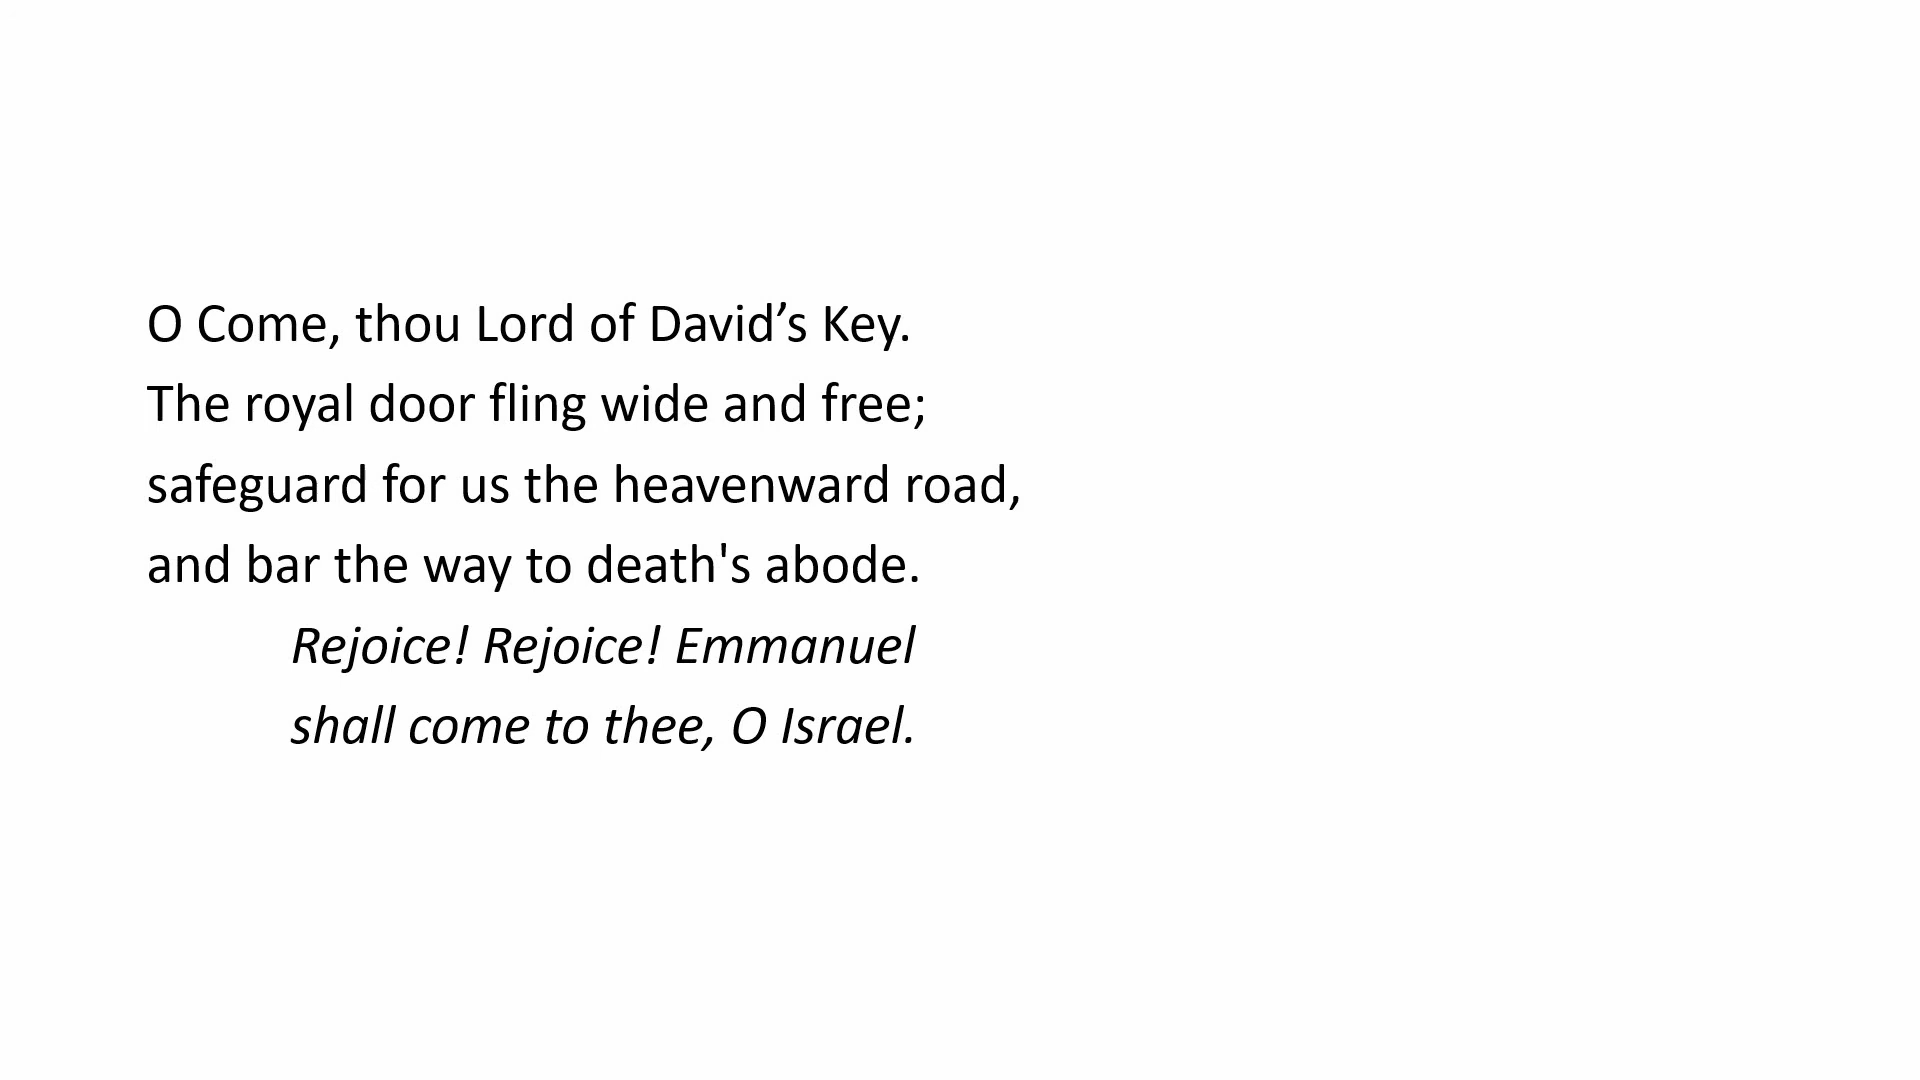 O Come, thou Lord of David’s Key.
The royal door fling wide and free;
safeguard for us the heavenward road,
and bar the way to death's abode.
Rejoice! Rejoice! Emmanuel
shall come to thee, O Israel.